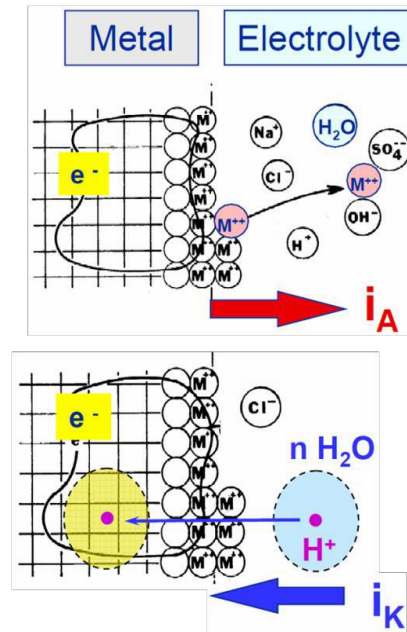 Metal Electrolyte
M⁺⁺
M⁺⁺
M⁺⁺
M⁺⁺
M⁺⁺ M⁺⁺
M⁺⁺ M⁺⁺
M⁺⁺ M⁺⁺
e -
Na⁺ H₂O SO₄⁻⁻
Cl⁻ M⁺⁺
OH⁻
H⁺
i_A
M⁺⁺
M⁺⁺
M⁺⁺
M⁺⁺
M⁺⁺ M⁺⁺
M⁺⁺ M⁺⁺
M⁺⁺ M⁺⁺
e -
Cl⁻
n H₂O
H⁺
i_K